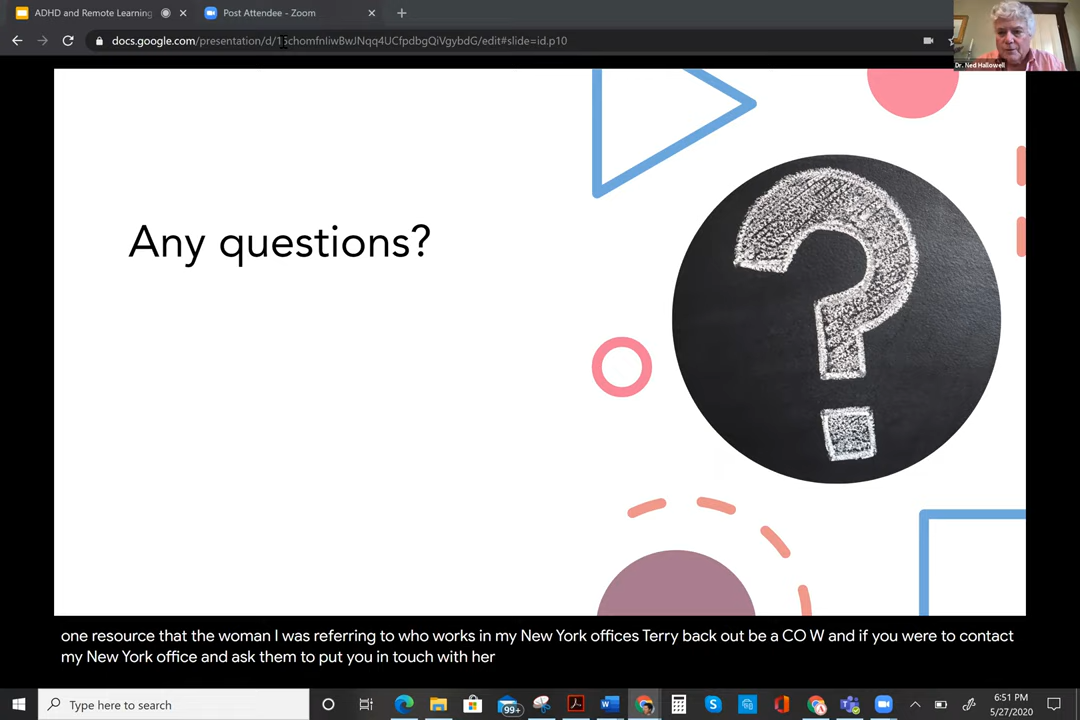 ADHD and Remote Learning
Post Attendee - Zoom
docs.google.com/presentation/d/15chomfnIiwBwJNqq4UCfpdbgQiVgybdG/edit#slide=id.p10
Dr. Ned Hallowell
Any questions?
one resource that the woman I was referring to who works in my New York offices Terry back out be a CO W and if you were to contact
my New York office and ask them to put you in touch with her
Type here to search
99+
6:51 PM
5/27/2020